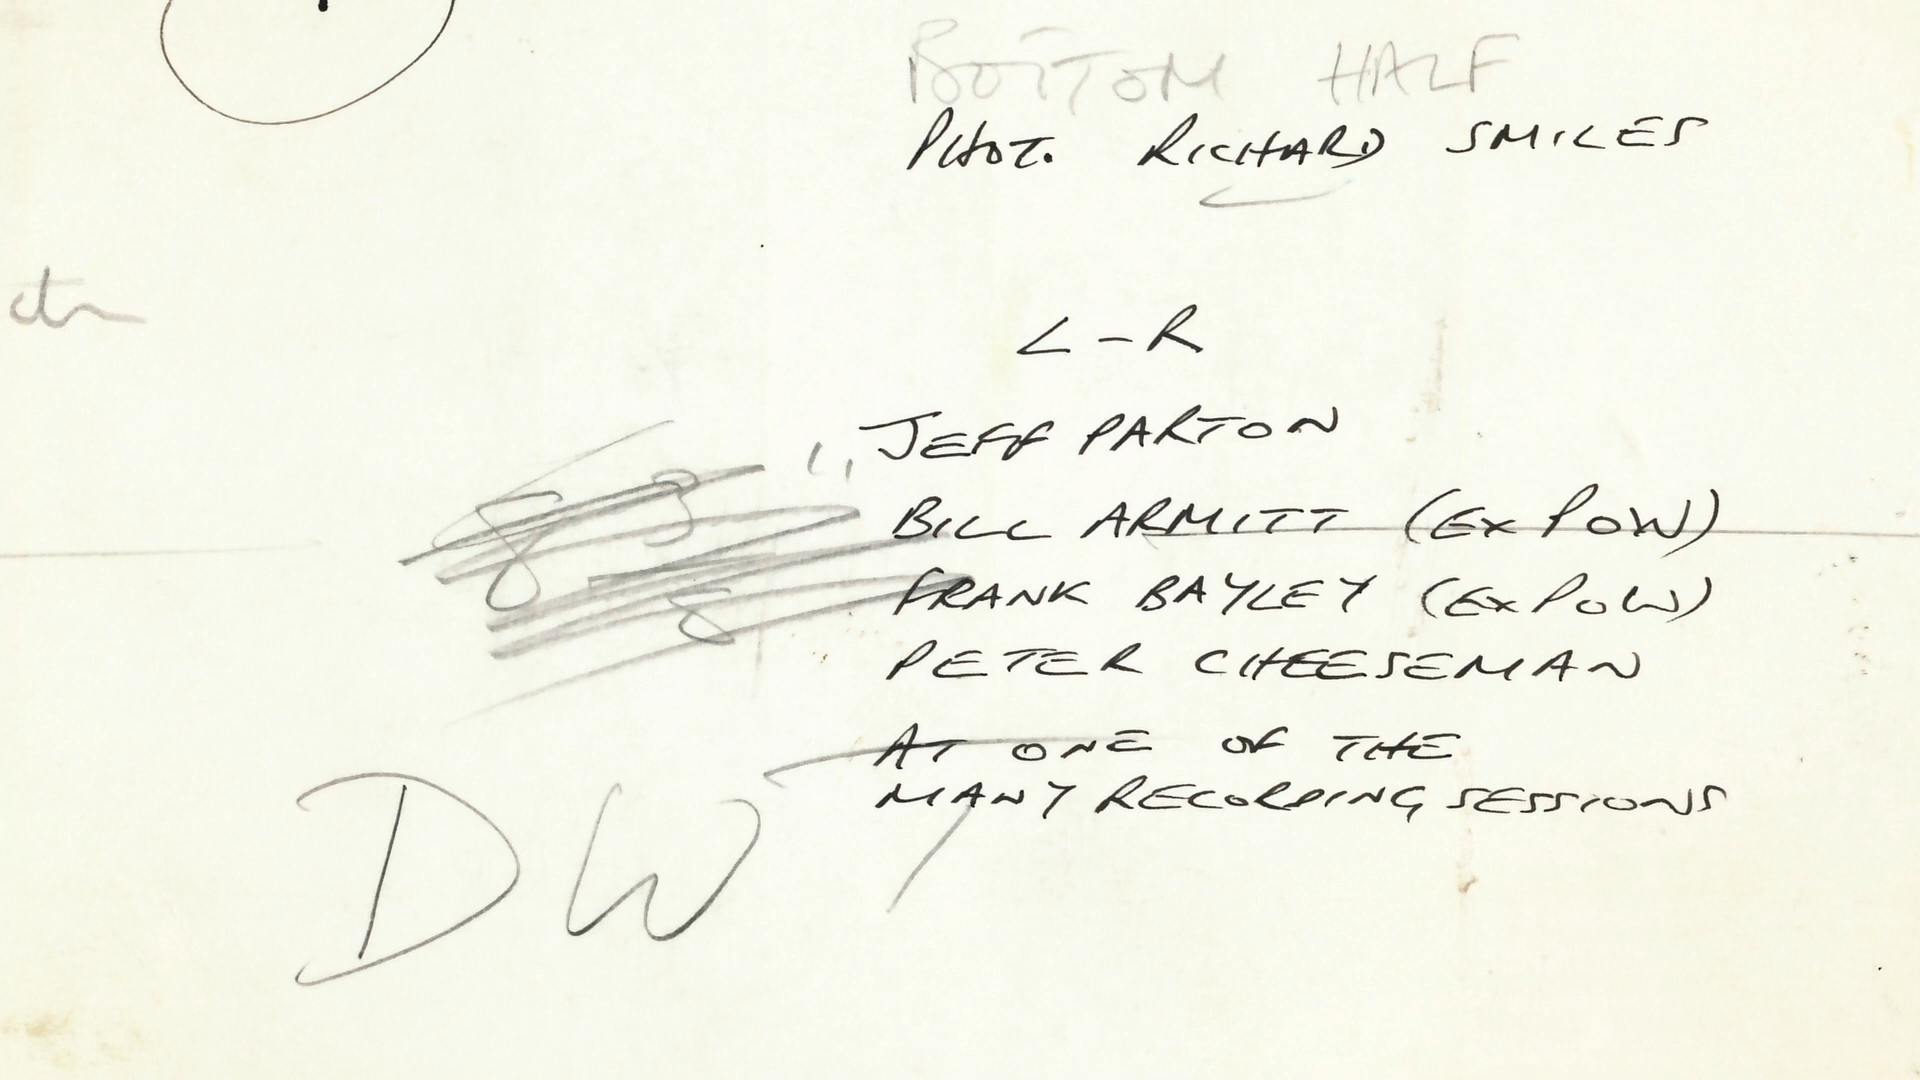 BOTTOM HALF
PHOT. RICHARD SMILES
L-R
JEFF PARTON
BILL ARMITT (EX POW)
FRANK BAYLEY (EX POW)
PETER CHEESEMAN
AT ONE OF THE
MANY RECORDING SESSIONS
DW